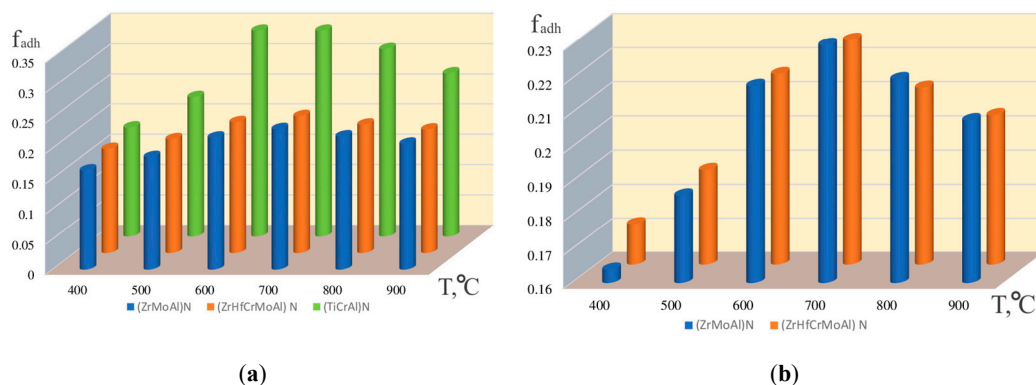 f adh
0.35
0.3
0.25
0.2
0.15
0.1
0.05
0
400 500 600 700 800 900
T,°C
(ZrMoAl)N (ZrHfCrMoAl) N (TiCrAl)N
(a)
f adh
0.23
0.22
0.21
0.2
0.19
0.18
0.17
0.16
400 500 600 700 800 900
T,°C
(ZrMoAl)N (ZrHfCrMoAl) N
(b)